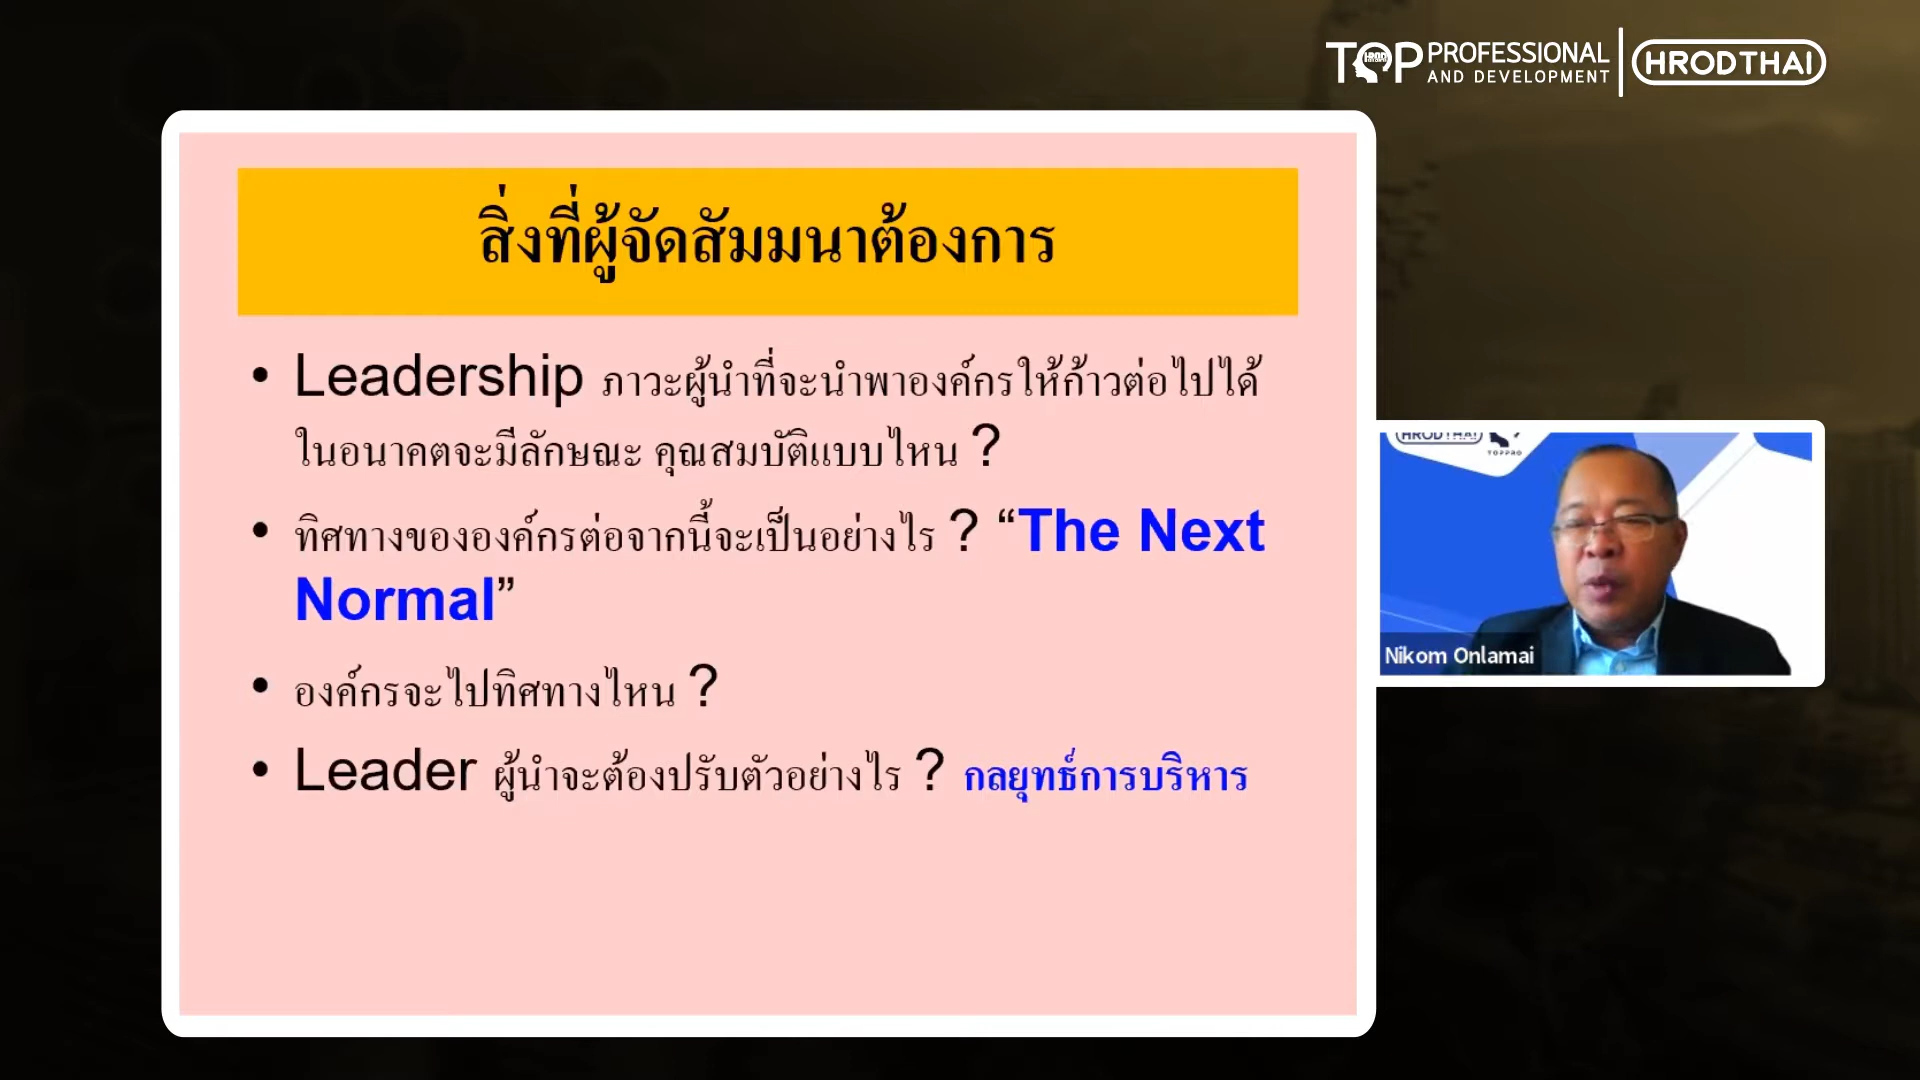 TOP PROFESSIONAL AND DEVELOPMENT
HRODTHAI
สิ่งที่ผู้จัดสัมมนาต้องการ
• Leadership ภาวะผู้นำที่จะนำพาองค์กรให้ก้าวต่อไปได้
ในอนาคตจะมีลักษณะ คุณสมบัติแบบไหน ?
• ทิศทางขององค์กรต่อจากนี้จะเป็นอย่างไร ? “The Next
Normal”
• องค์กรจะไปทิศทางไหน ?
• Leader ผู้นำจะต้องปรับตัวอย่างไร ? กลยุทธ์การบริหาร
HRODTHAI
TOPPRO
Nikom Onlamai